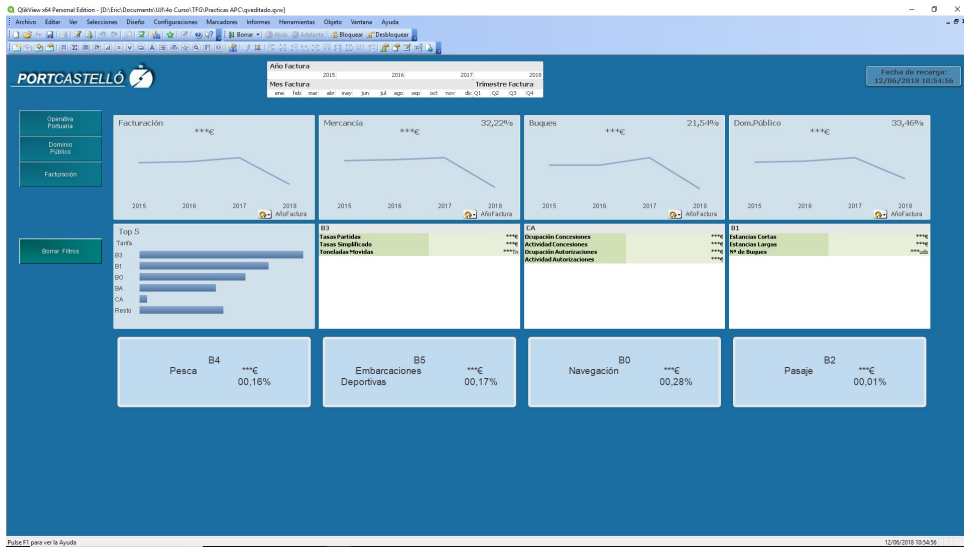 QlikView x64 Personal Edition - [D:\Eric\Documents\UJI\4o Curso\TFG\Practicas APC\qveditado.qvw]
Archivo Editar Ver Selecciones Diseño Configuraciones Marcadores Informes Herramientas Objeto Ventana Ayuda
Borrar Atrás Adelante Bloquear Desbloquear
PORTCASTELLÓ
Año Factura
2015 2016 2017 2018
Mes Factura Trimestre Factura
ene feb mar abr may jun jul ago sep oct nov dic Q1 Q2 Q3 Q4
Fecha de recarga:
12/06/2018 10:54:56
Operativa
Portuaria
Dominio
Público
Facturación
Borrar Filtros
Facturación
***€
2015 2016 2017 2018
AñoFactura
Mercancía 32,22%
***€
2015 2016 2017 2018
AñoFactura
Buques 21,54%
***€
2015 2016 2017 2018
AñoFactura
Dom.Público 33,46%
***€
2015 2016 2017 2018
AñoFactura
Top 5
Tarifa
B3
B1
BO
BA
CA
Resto
B3
Tasas Partidas ***€
Tasas Simplificado ***€
Toneladas Movidas ***Tn
CA
Ocupación Concesiones ***€
Actividad Concesiones ***€
Ocupación Autorizaciones ***€
Actividad Autorizaciones ***€
B1
Estancias Cortas ***€
Estancias Largas ***€
Nº de Buques ***uds
B4
Pesca ***€
00,16%
B5
Embarcaciones ***€
Deportivas 00,17%
B0
Navegación ***€
00,28%
B2
Pasaje ***€
00,01%
Pulse F1 para ver la Ayuda 12/06/2018 10:54:56